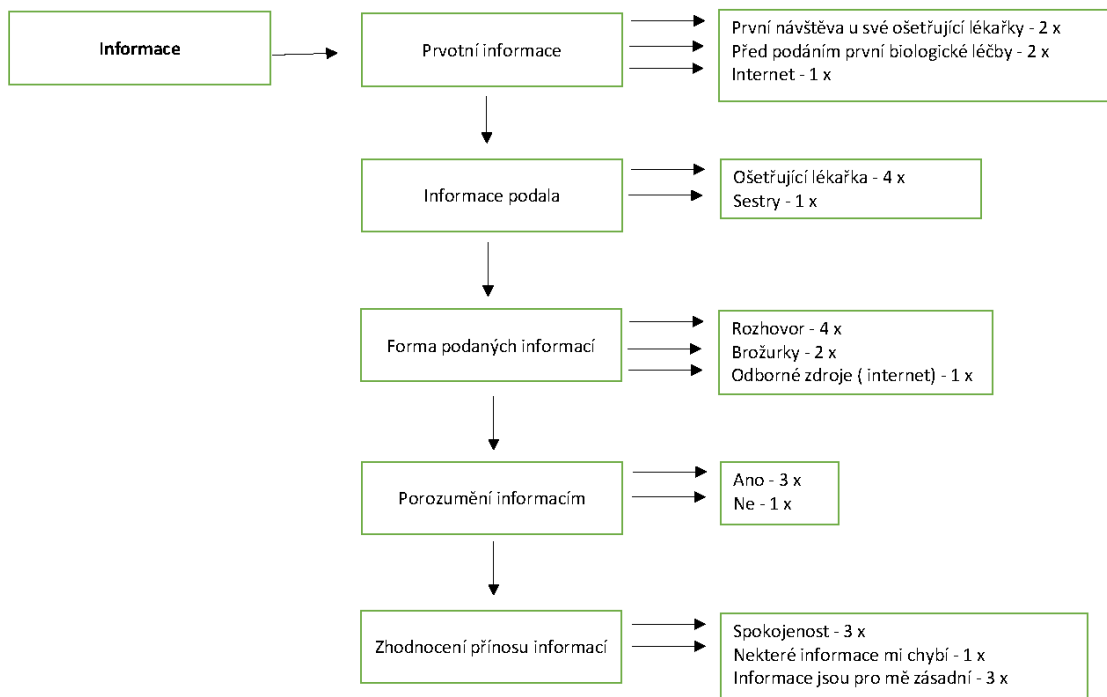 Informace
Prvotní informace
První návštěva u své ošetřující lékařky - 2 x
Před podáním první biologické léčby - 2 x
Internet - 1 x
Informace podala
Ošetřující lékařka - 4 x
Sestry - 1 x
Forma podaných informací
Rozhovor - 4 x
Brožurky - 2 x
Odborné zdroje ( internet) - 1 x
Porozumění informacím
Ano - 3 x
Ne - 1 x
Zhodnocení přínosu informací
Spokojenost - 3 x
Nekteré informace mi chybí - 1 x
Informace jsou pro mě zásadní - 3 x